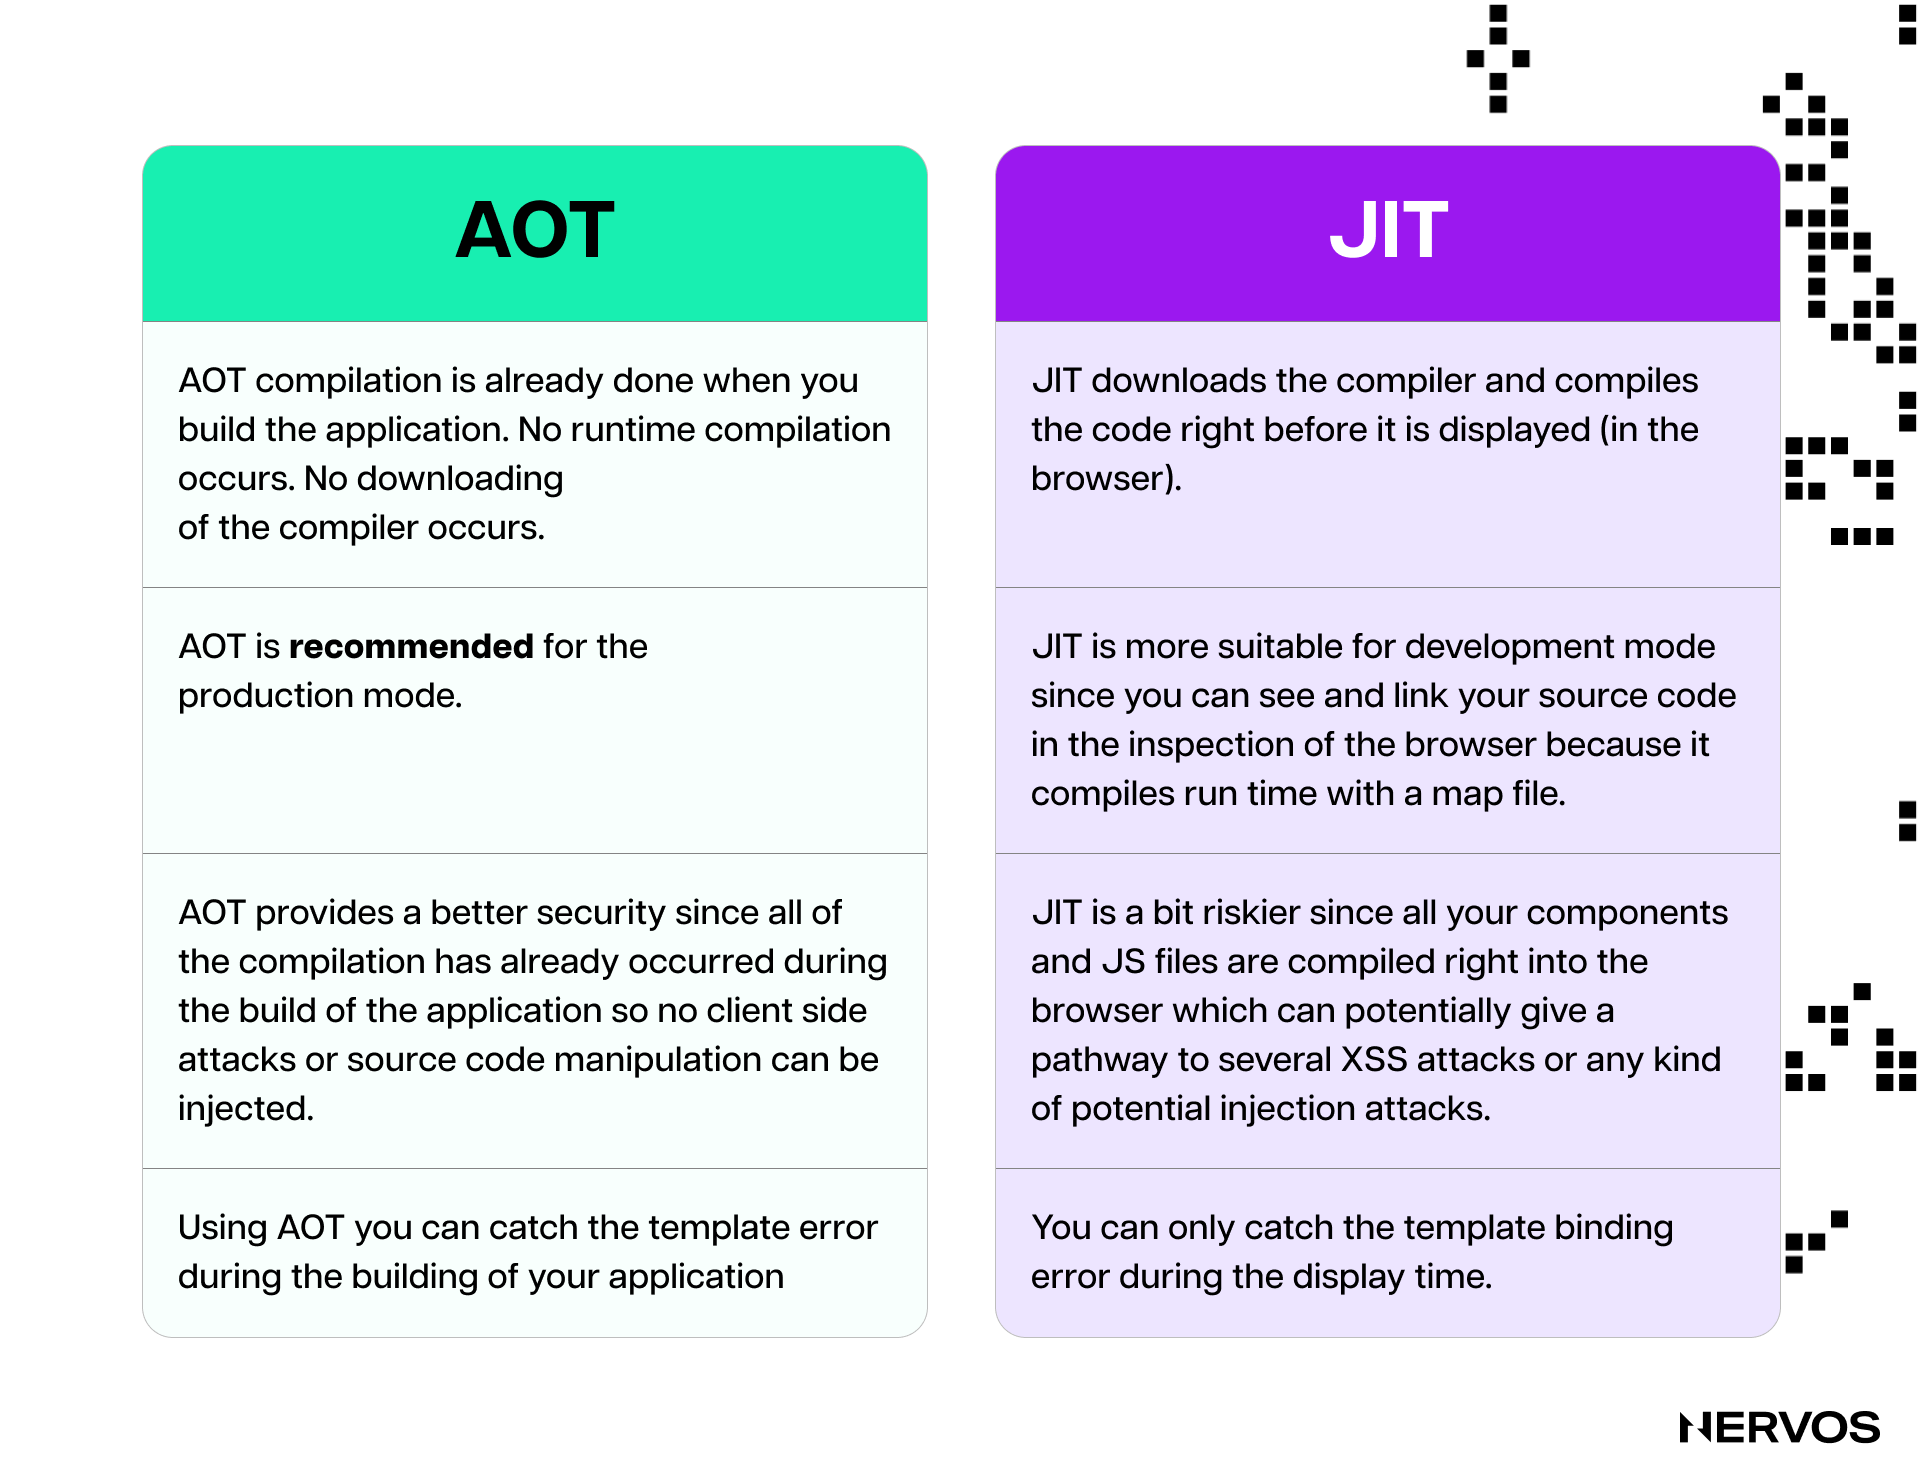 AOT
AOT compilation is already done when you
build the application. No runtime compilation
occurs. No downloading
of the compiler occurs.
AOT is recommended for the
production mode.
AOT provides a better security since all of
the compilation has already occurred during
the build of the application so no client side
attacks or source code manipulation can be
injected.
Using AOT you can catch the template error
during the building of your application
JIT
JIT downloads the compiler and compiles
the code right before it is displayed (in the
browser).
JIT is more suitable for development mode
since you can see and link your source code
in the inspection of the browser because it
compiles run time with a map file.
JIT is a bit riskier since all your components
and JS files are compiled right into the
browser which can potentially give a
pathway to several XSS attacks or any kind
of potential injection attacks.
You can only catch the template binding
error during the display time.
NERVOS